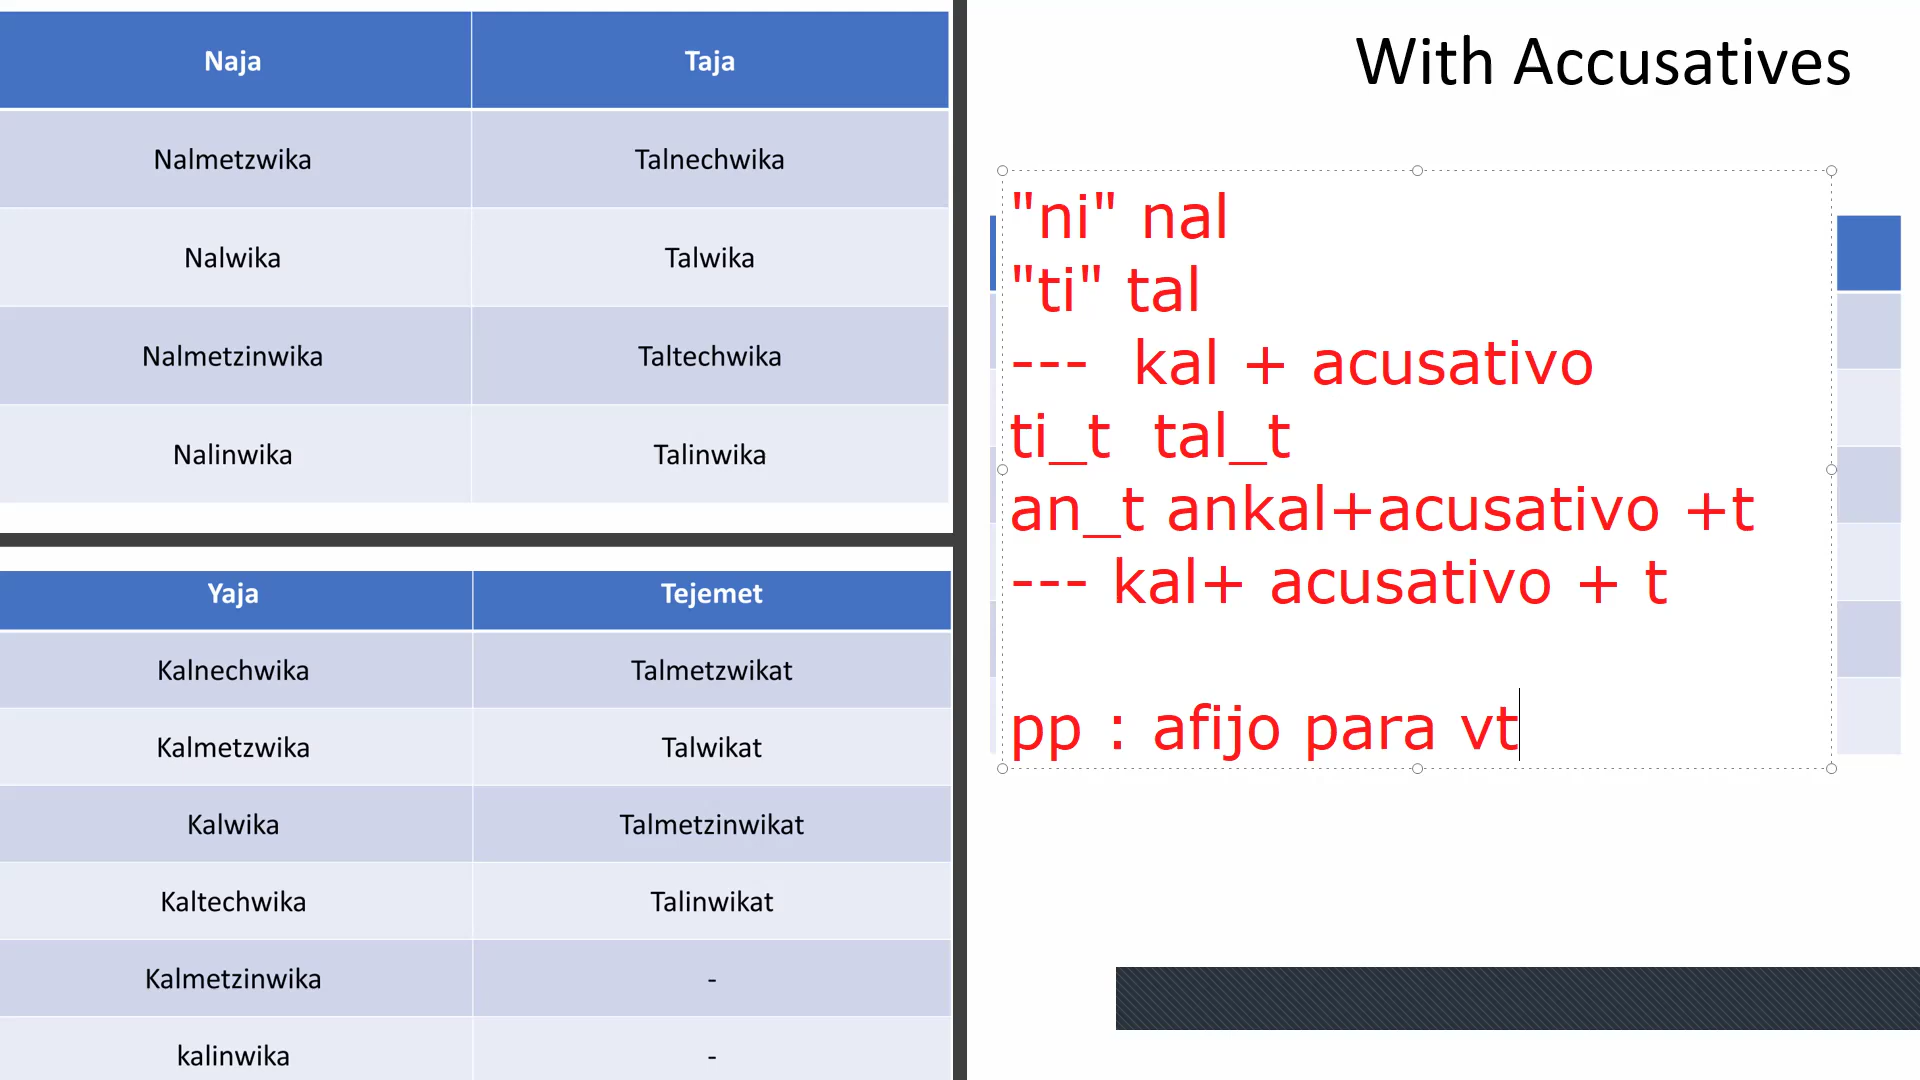 Naja Taja
Nalmetzwika Talnechwika
Nalwika Talwika
Nalmetzinwika Taltechwika
Nalinwika Talinwika
Yaja Tejemet
Kalnechwika Talmetzwikat
Kalmetzwika Talwikat
Kalwika Talmetzinwikat
Kaltechwika Talinwikat
Kalmetzinwika -
kalinwika -
With Accusatives
"ni" nal
"ti" tal
--- kal + acusativo
ti_t tal_t
an_t ankal+acusativo +t
--- kal+ acusativo + t
pp : afijo para vt